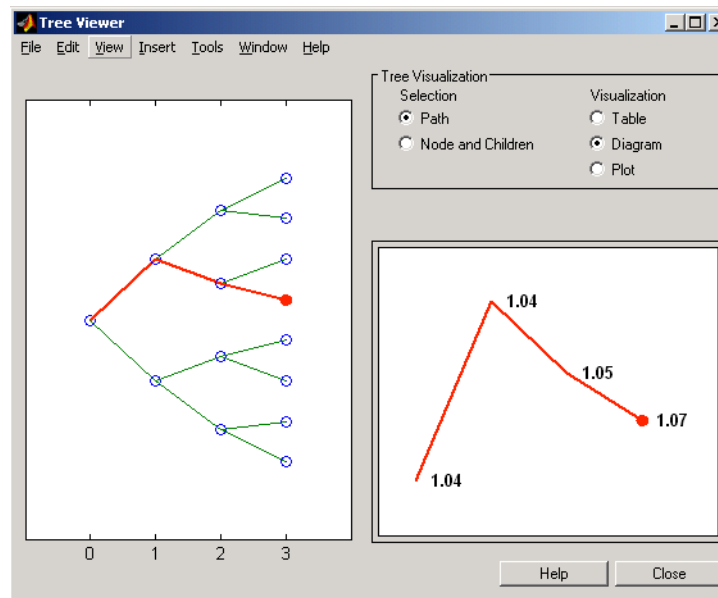 Tree Viewer
File Edit View Insert Tools Window Help
Tree Visualization
Selection
Path
Node and Children
Visualization
Table
Diagram
Plot
0 1 2 3
1.04
1.05
1.07
1.04
Help Close